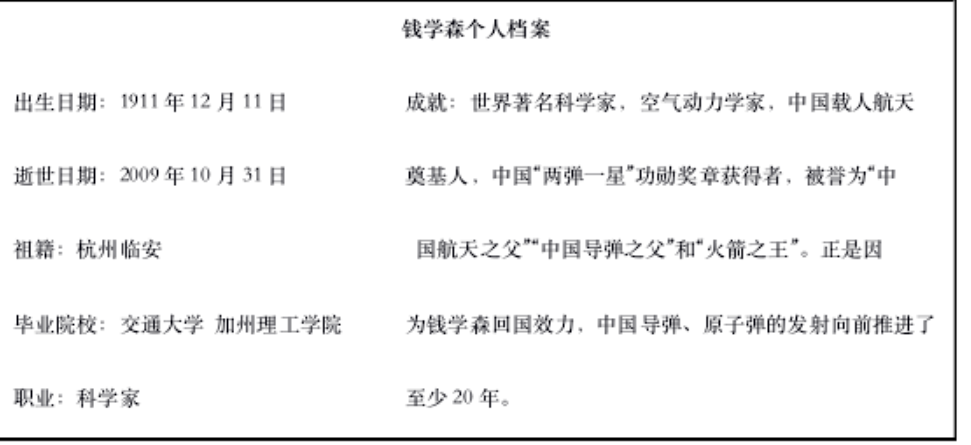 钱学森个人档案
出生日期：1911 年 12 月 11 日
逝世日期：2009 年 10 月 31 日
祖籍：杭州临安
毕业院校：交通大学 加州理工学院
职业：科学家
成就：世界著名科学家，空气动力学家，中国载人航天
奠基人，中国“两弹一星”功勋奖章获得者，被誉为“中
国航天之父”“中国导弹之父”和“火箭之王”。正是因
为钱学森回国效力，中国导弹、原子弹的发射向前推进了
至少 20 年。